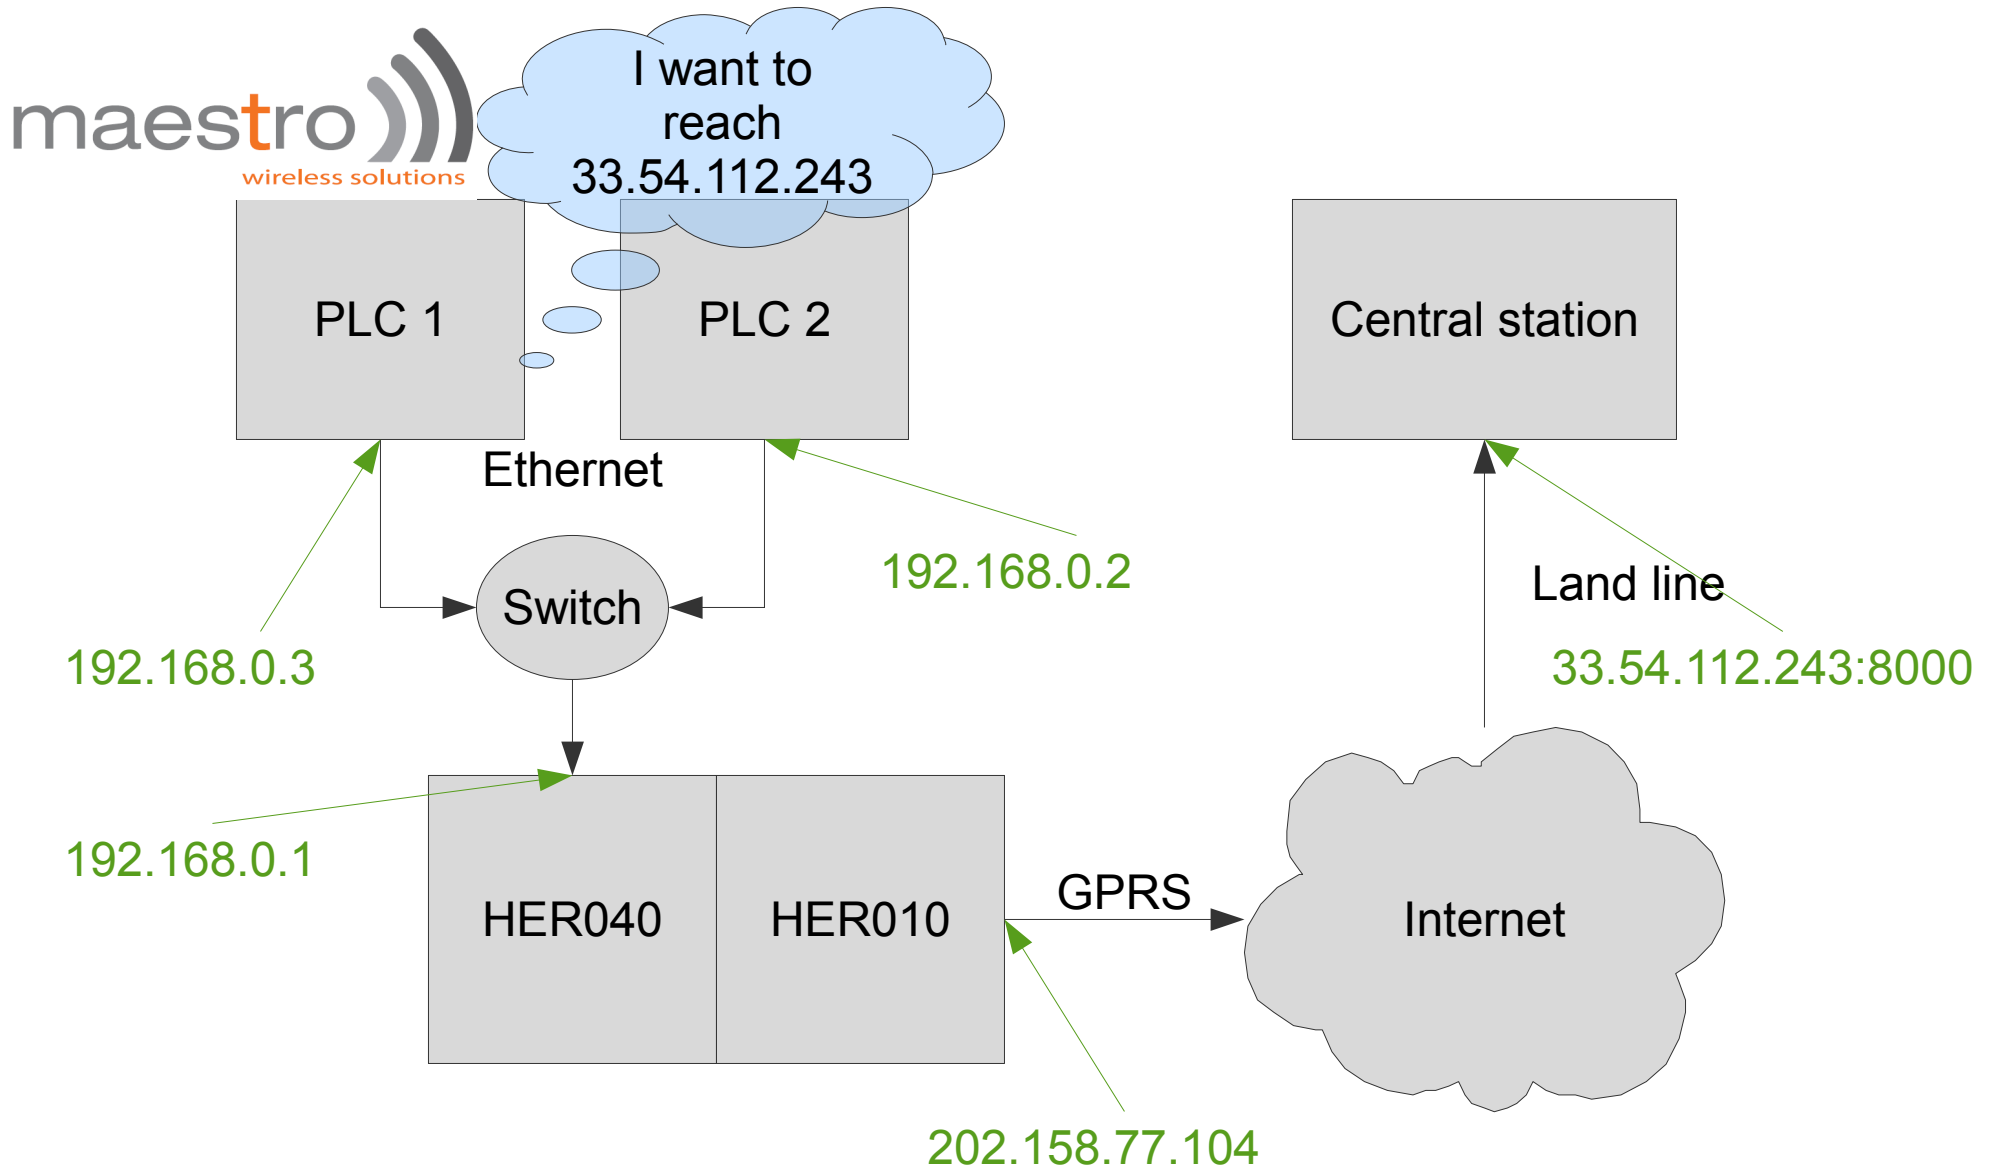 maestro
wireless solutions
I want to
reach
33.54.112.243
PLC 1
PLC 2
Central station
Ethernet
192.168.0.2
Land line
Switch
192.168.0.3
33.54.112.243:8000
192.168.0.1
HER040
HER010
GPRS
Internet
202.158.77.104